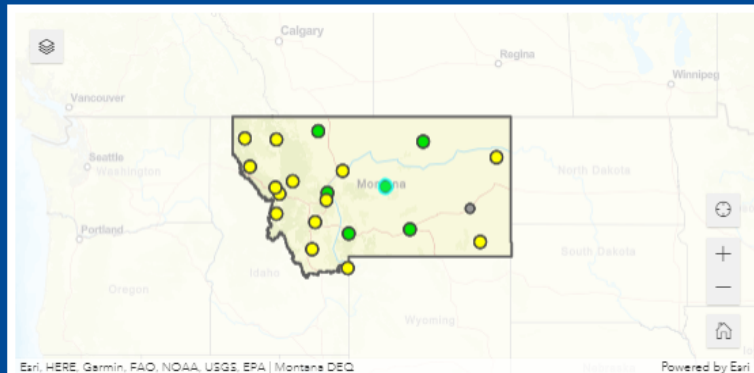 Calgary
Regina
Winnipeg
Vancouver
Seattle
Washington
Montana
North Dakota
Portland
South Dakota
Idaho
Oregon
Wyoming
Nebraska
Esri, HERE, Garmin, FAO, NOAA, USGS, EPA | Montana DEQ
Powered by Esri